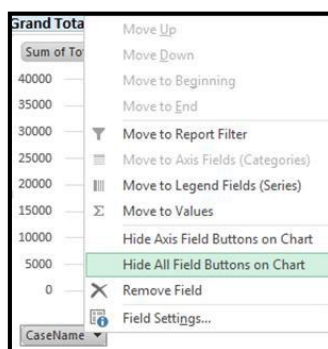 Grand Tota
Sum of To
40000
35000
30000
25000
20000
15000
10000
5000
0
CaseName
Move Up
Move Down
Move to Beginning
Move to End
Move to Report Filter
Move to Axis Fields (Categories)
Move to Legend Fields (Series)
Σ Move to Values
Hide Axis Field Buttons on Chart
Hide All Field Buttons on Chart
Remove Field
Field Settings...